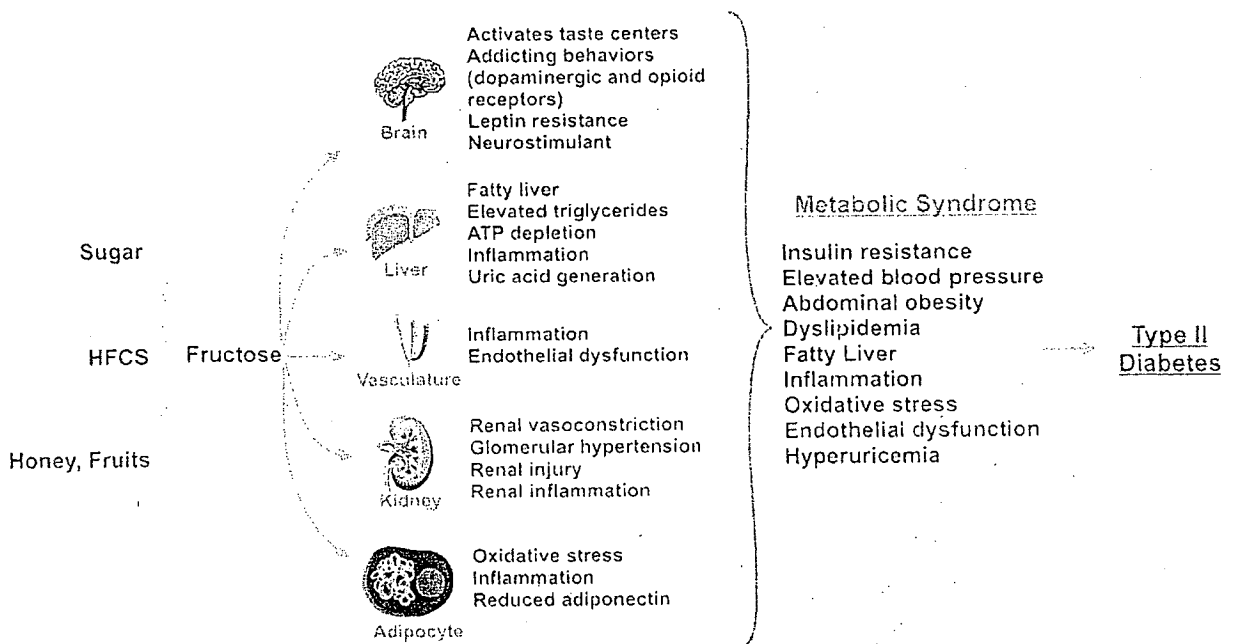 Sugar
HFCS
Honey, Fruits
Fructose
Brain
Activates taste centers
Addicting behaviors
(dopaminergic and opioid
receptors)
Leptin resistance
Neurostimulant
Liver
Fatty liver
Elevated triglycerides
ATP depletion
Inflammation
Uric acid generation
Vasculature
Inflammation
Endothelial dysfunction
Kidney
Renal vasoconstriction
Glomerular hypertension
Renal injury
Renal inflammation
Adipocyte
Oxidative stress
Inflammation
Reduced adiponectin
Metabolic Syndrome
Insulin resistance
Elevated blood pressure
Abdominal obesity
Dyslipidemia
Fatty Liver
Inflammation
Oxidative stress
Endothelial dysfunction
Hyperuricemia
Type II
Diabetes